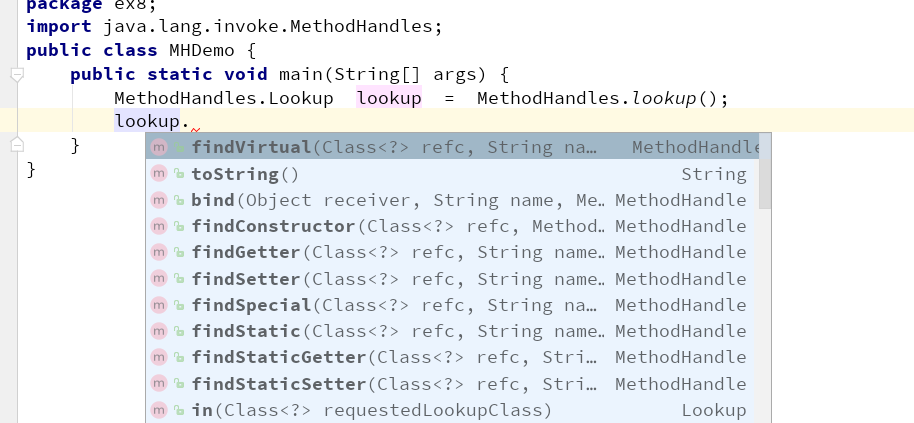 package ex8;
import java.lang.invoke.MethodHandles;
public class MHDemo {
public static void main(String[] args) {
MethodHandles.Lookup lookup = MethodHandles.lookup();
lookup.
}
}
m findVirtual(Class<?> refc, String na… MethodHandle
m toString() String
m bind(Object receiver, String name, Me… MethodHandle
m findConstructor(Class<?> refc, Method… MethodHandle
m findGetter(Class<?> refc, String name… MethodHandle
m findSetter(Class<?> refc, String name… MethodHandle
m findSpecial(Class<?> refc, String na… MethodHandle
m findStatic(Class<?> refc, String name… MethodHandle
m findStaticGetter(Class<?> refc, Stri… MethodHandle
m findStaticSetter(Class<?> refc, Stri… MethodHandle
m in(Class<?> requestedLookupClass) Lookup